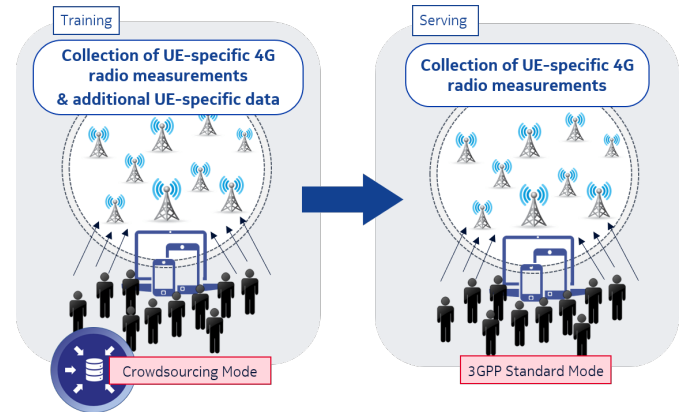 Training
Collection of UE-specific 4G
radio measurements
& additional UE-specific data
Crowdsourcing Mode
Serving
Collection of UE-specific 4G
radio measurements
3GPP Standard Mode